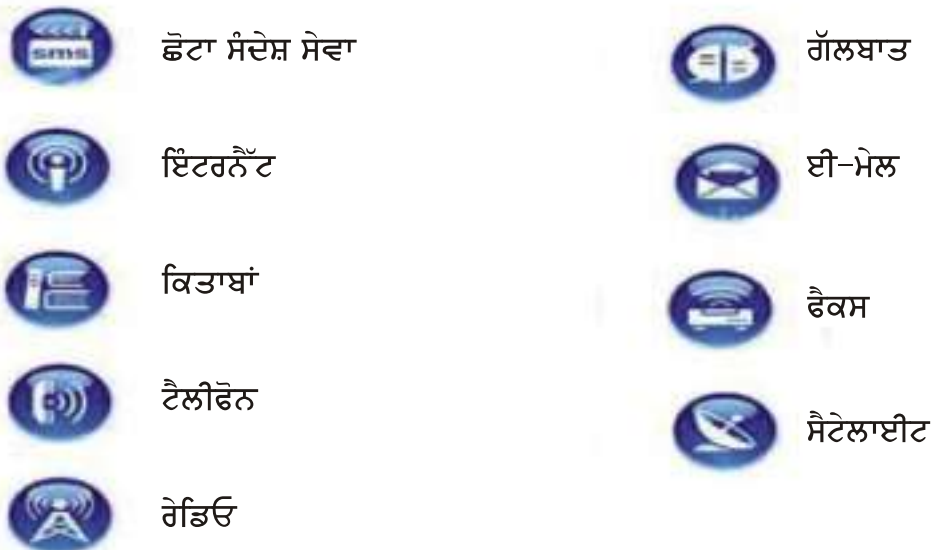 sms
ਛੋਟਾ ਸੰਦੇਸ਼ ਸੇਵਾ
ਇੰਟਰਨੈੱਟ
ਕਿਤਾਬਾਂ
ਟੈਲੀਫੋਨ
ਰੇਡਿਓ
ਗੱਲਬਾਤ
ਈ-ਮੇਲ
ਫੈਕਸ
ਸੈਟੇਲਾਈਟ